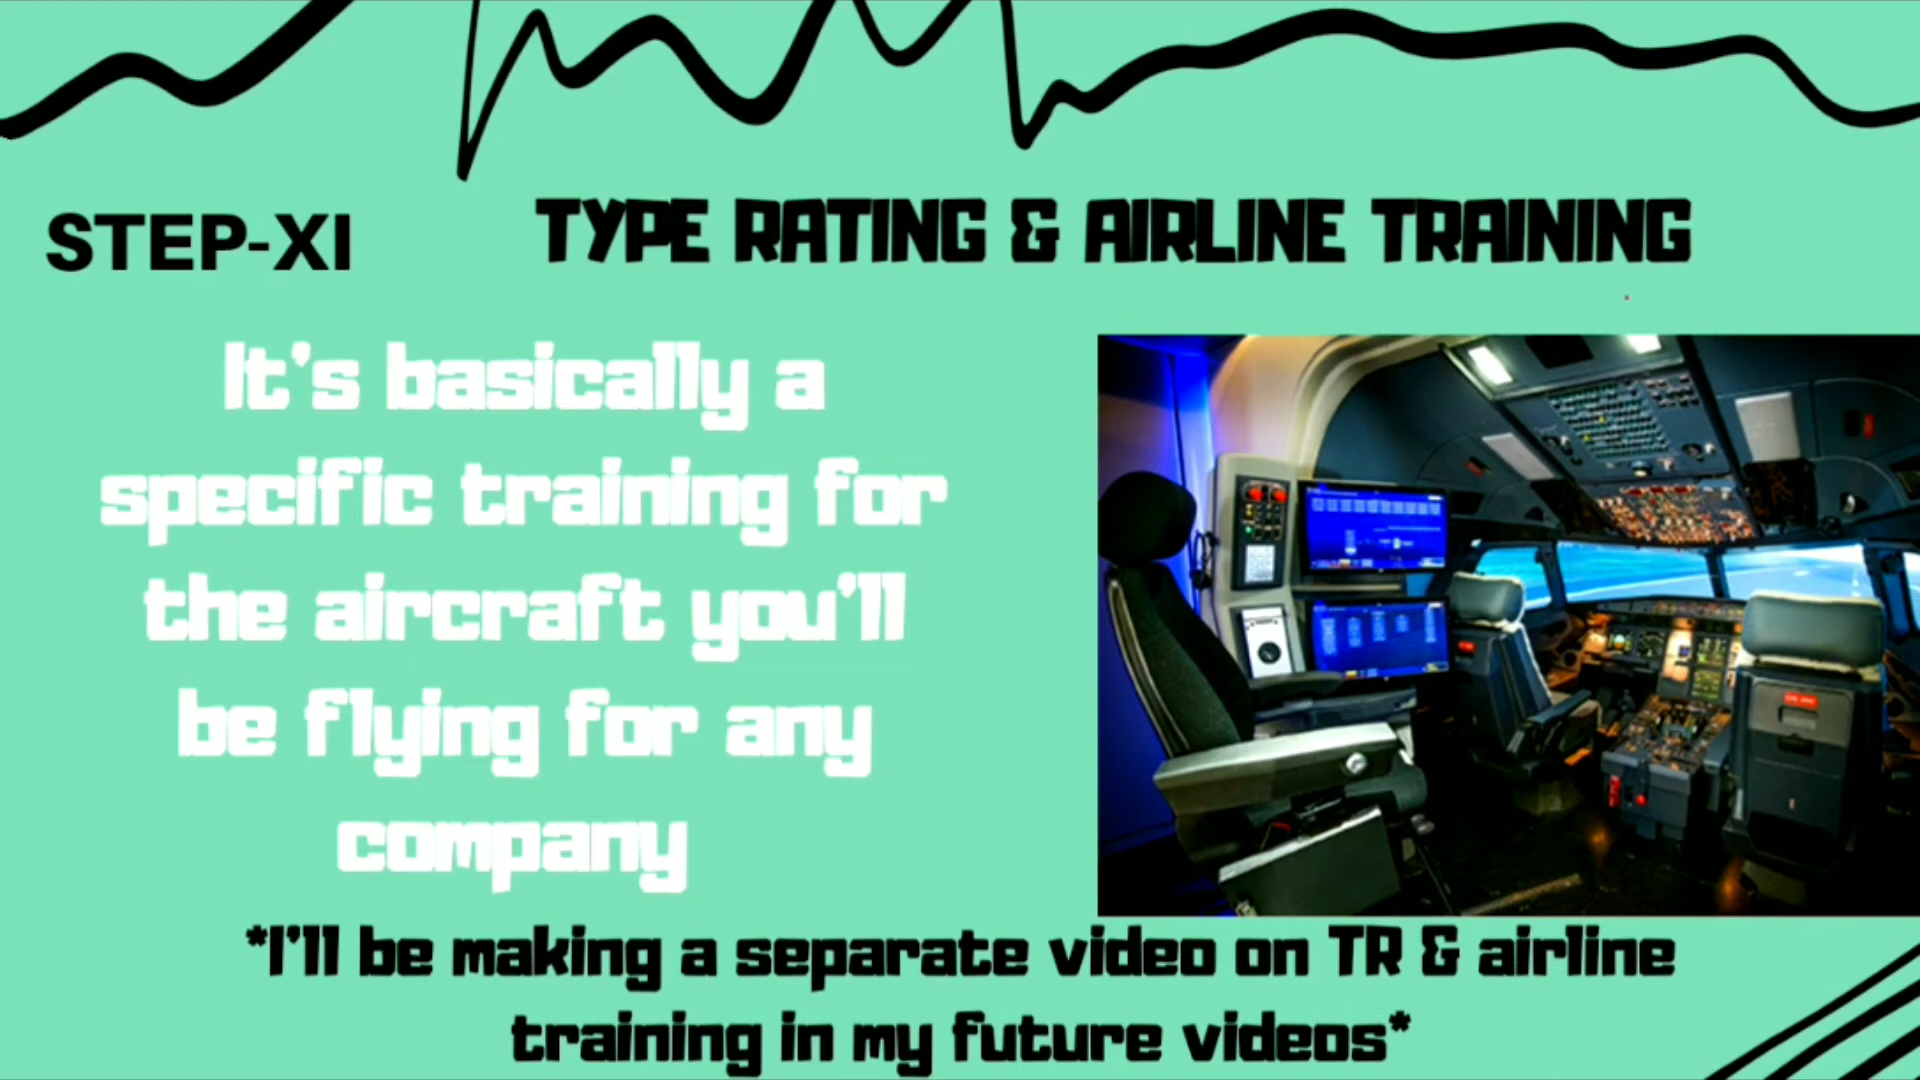 STEP-XI
TYPE RATING & AIRLINE TRAINING
It's basically a
specific training for
the aircraft you'll
be flying for any
company
*I'll be making a separate video on TR & airline
training in my future videos*